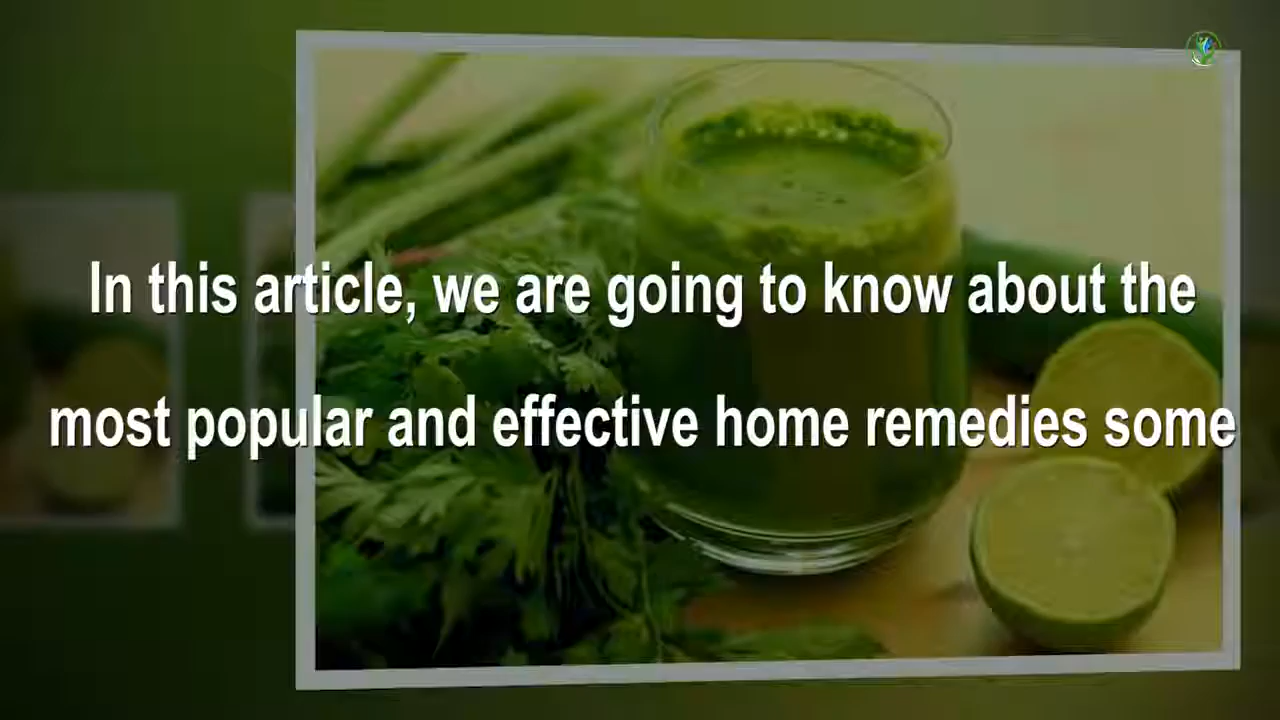 In this article, we are going to know about the
most popular and effective home remedies some